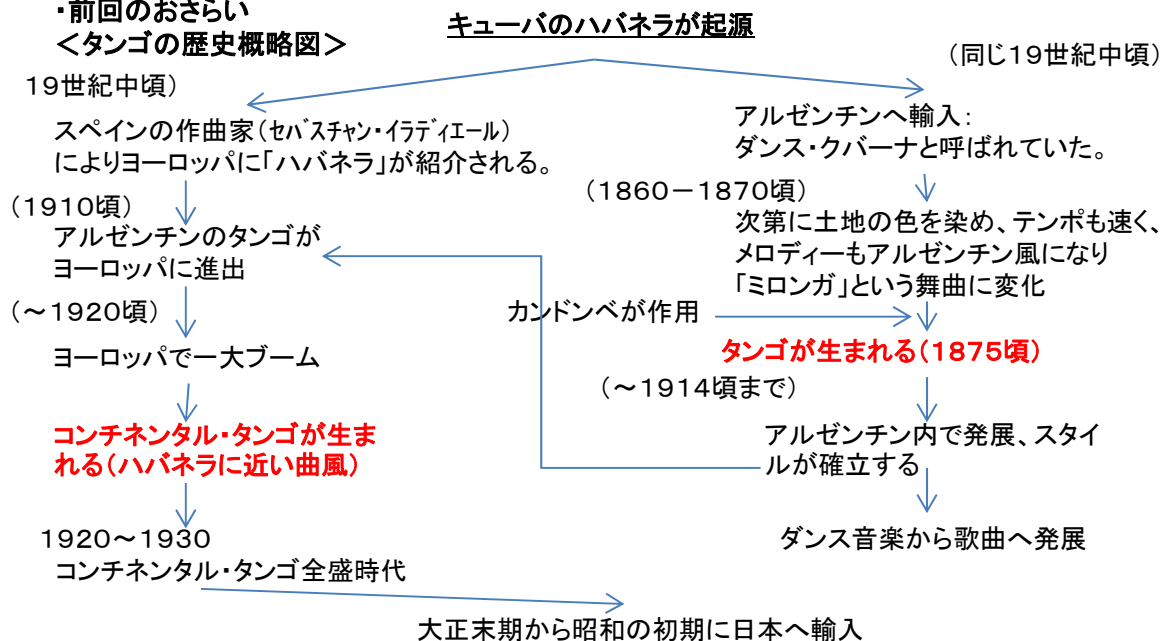 ・前回のおさらい
＜タンゴの歴史概略図＞
キューバのハバネラが起源
（同じ１９世紀中頃）
１９世紀中頃）
スペインの作曲家（ｾﾊﾞｽﾁｬﾝ・ｲﾗﾃﾞｨｴｰﾙ）
によりヨーロッパに「ハバネラ」が紹介される。
アルゼンチンへ輸入：
ダンス・クバーナと呼ばれていた。
（１８６０－１８７０頃）
次第に土地の色を染め、テンポも速く、
メロディーもアルゼンチン風になり
「ミロンガ」という舞曲に変化
（１９１０頃）
アルゼンチンのタンゴが
ヨーロッパに進出
カンドンベが作用
（～１９２０頃）
ヨーロッパで一大ブーム
タンゴが生まれる（１８７５頃）
（～１９１４頃まで）
アルゼンチン内で発展、スタイ
ルが確立する
コンチネンタル・タンゴが生ま
れる（ハバネラに近い曲風）
ダンス音楽から歌曲へ発展
１９２０～１９３０
コンチネンタル・タンゴ全盛時代
大正末期から昭和の初期に日本へ輸入